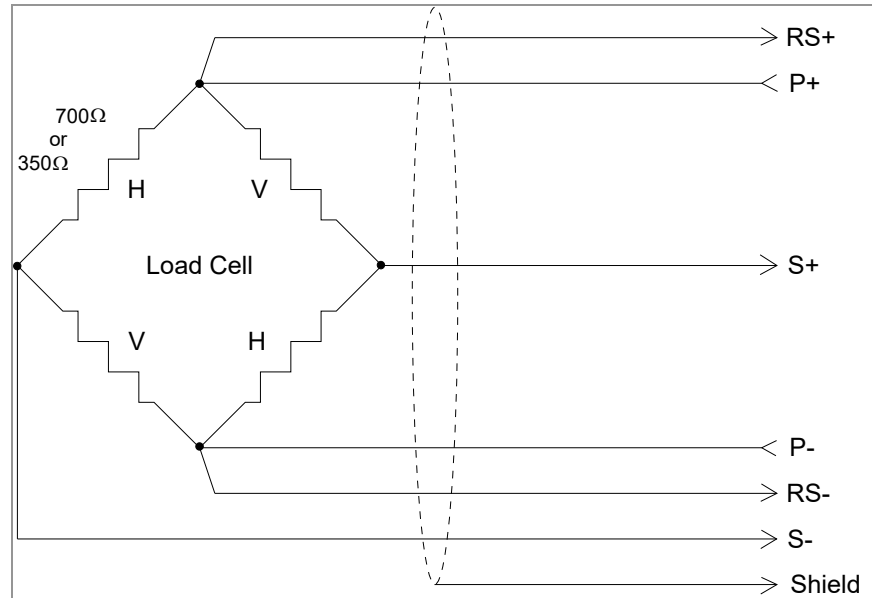 RS+
P+
700Ω
or
350Ω
H
V
Load Cell
S+
V
H
P-
RS-
S-
Shield